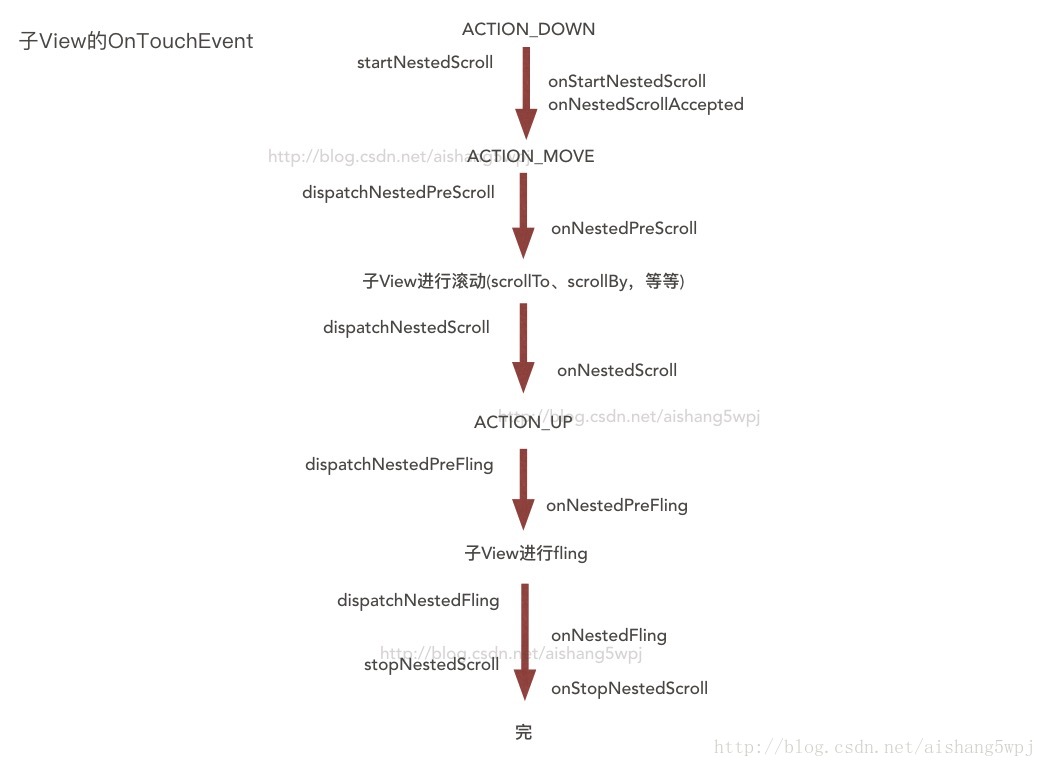 子View的OnTouchEvent
ACTION_DOWN
startNestedScroll
onStartNestedScroll
onNestedScrollAccepted
http://blog.csdn.net/aishang5wpj
ACTION_MOVE
dispatchNestedPreScroll
onNestedPreScroll
子View进行滚动(scrollTo、scrollBy，等等)
dispatchNestedScroll
onNestedScroll
http://blog.csdn.net/aishang5wpj
ACTION_UP
dispatchNestedPreFling
onNestedPreFling
子View进行fling
dispatchNestedFling
onNestedFling
http://blog.csdn.net/aishang5wpj
stopNestedScroll
onStopNestedScroll
完
http://blog.csdn.net/aishang5wpj